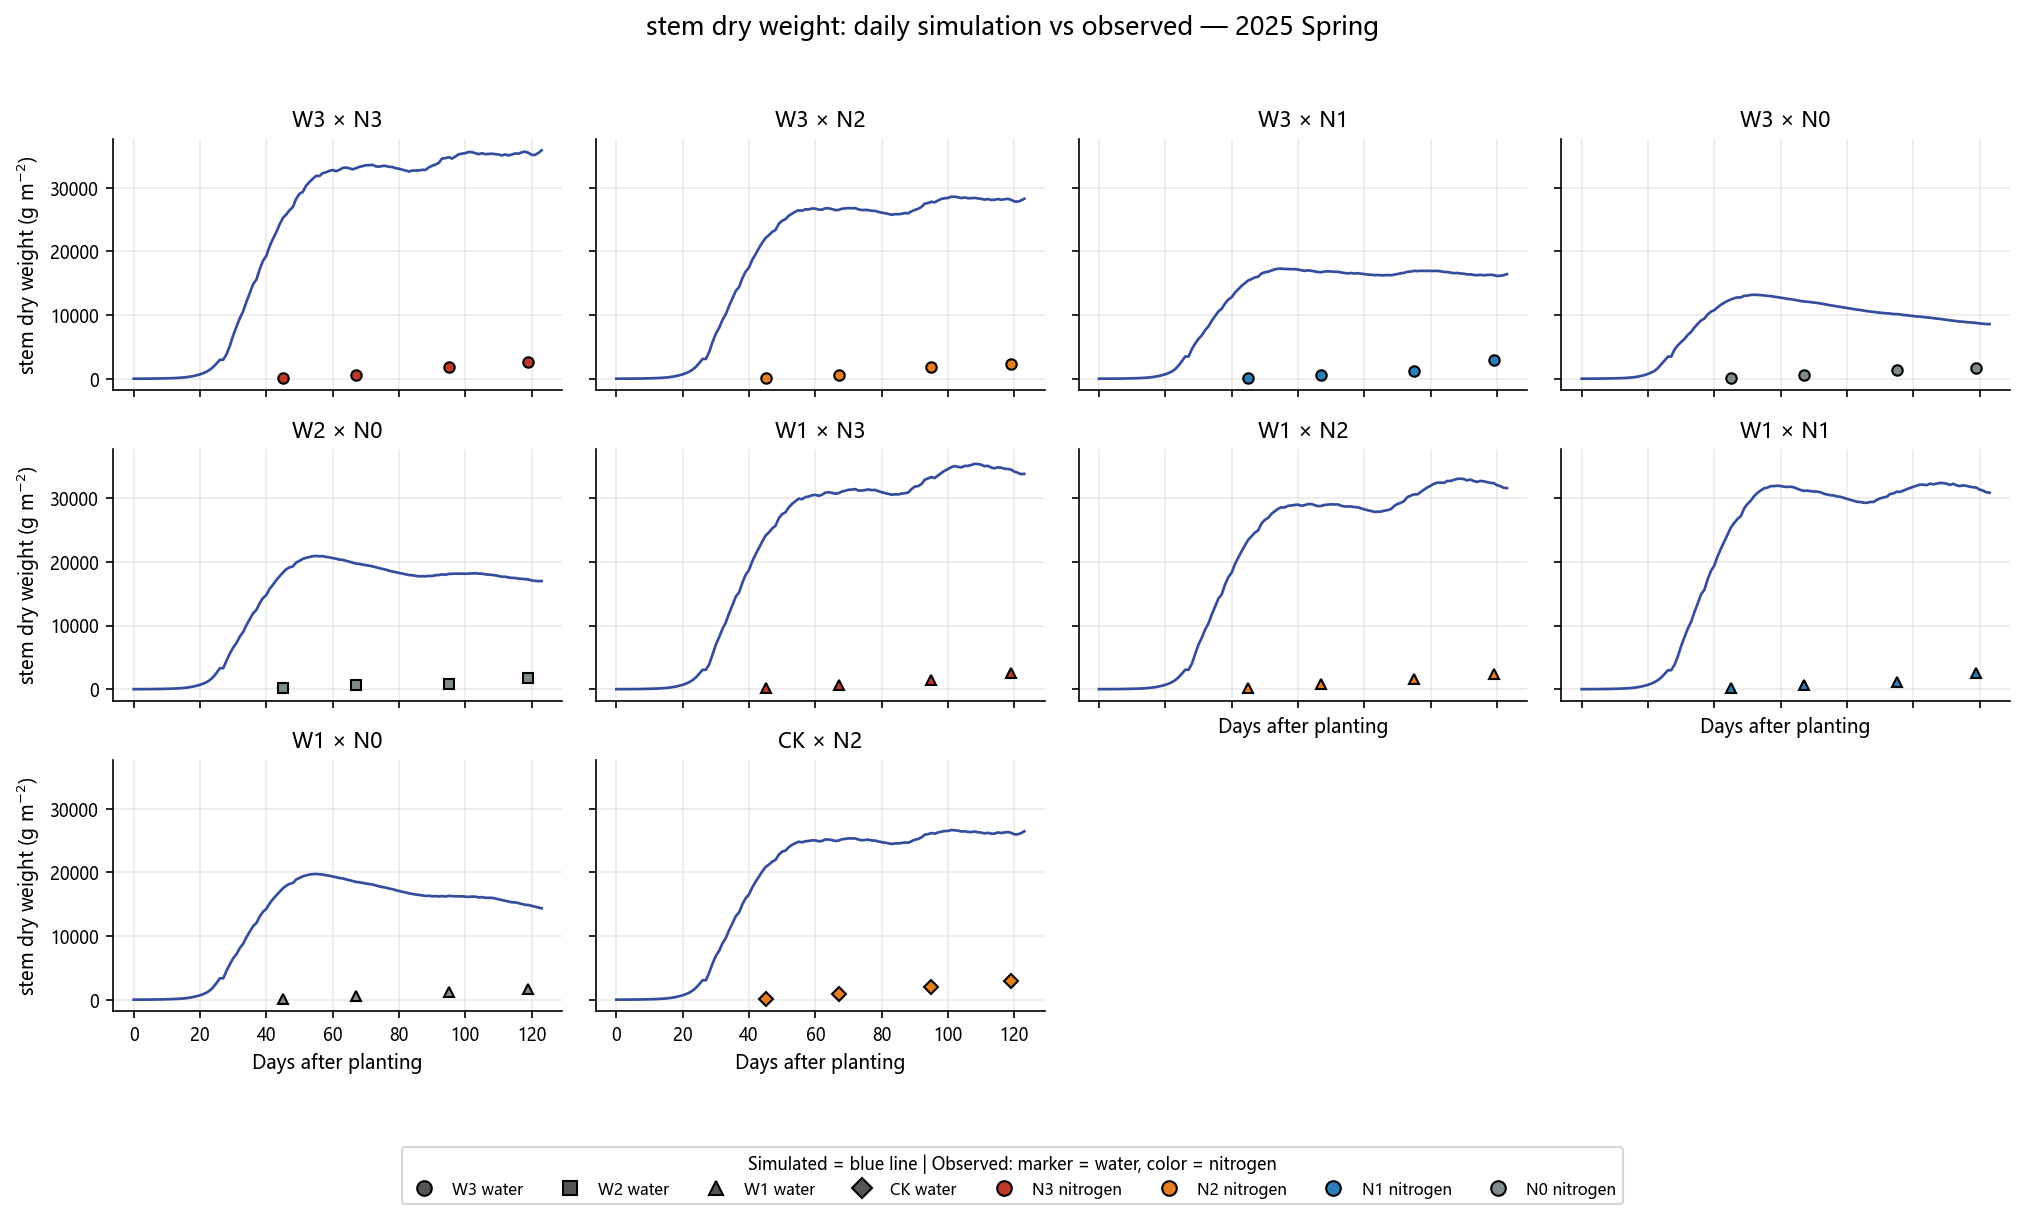 stem dry weight: daily simulation vs observed — 2025 Spring
W3 × N3
W3 × N2
W3 × N1
W3 × N0
stem dry weight (g m⁻²)
30000
20000
10000
0
W2 × N0
W1 × N3
W1 × N2
W1 × N1
stem dry weight (g m⁻²)
30000
20000
10000
0
Days after planting
Days after planting
W1 × N0
CK × N2
stem dry weight (g m⁻²)
30000
20000
10000
0
0 20 40 60 80 100 120
0 20 40 60 80 100 120
Days after planting
Days after planting
Simulated = blue line | Observed: marker = water, color = nitrogen
W3 water W2 water W1 water CK water N3 nitrogen N2 nitrogen N1 nitrogen N0 nitrogen